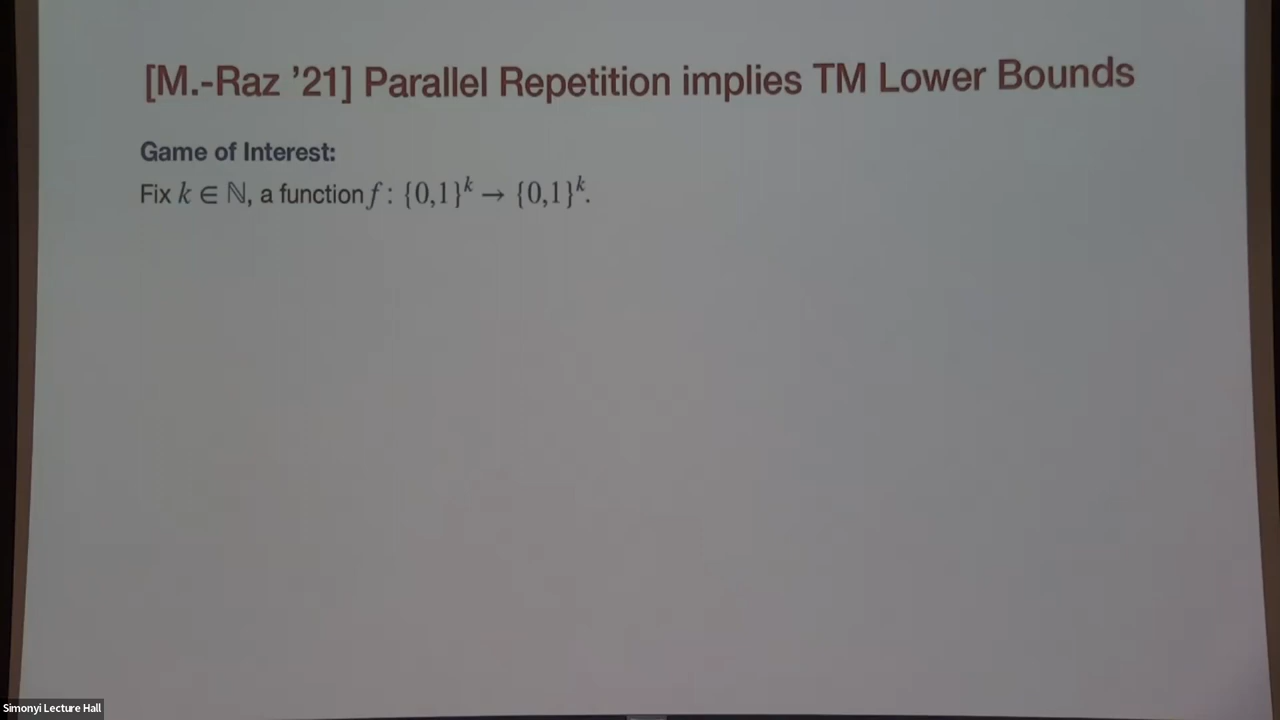 [M.-Raz ’21] Parallel Repetition implies TM Lower Bounds
Game of Interest:
Fix k ∈ ℕ, a function f : {0,1}^k → {0,1}^k.
Simonyi Lecture Hall